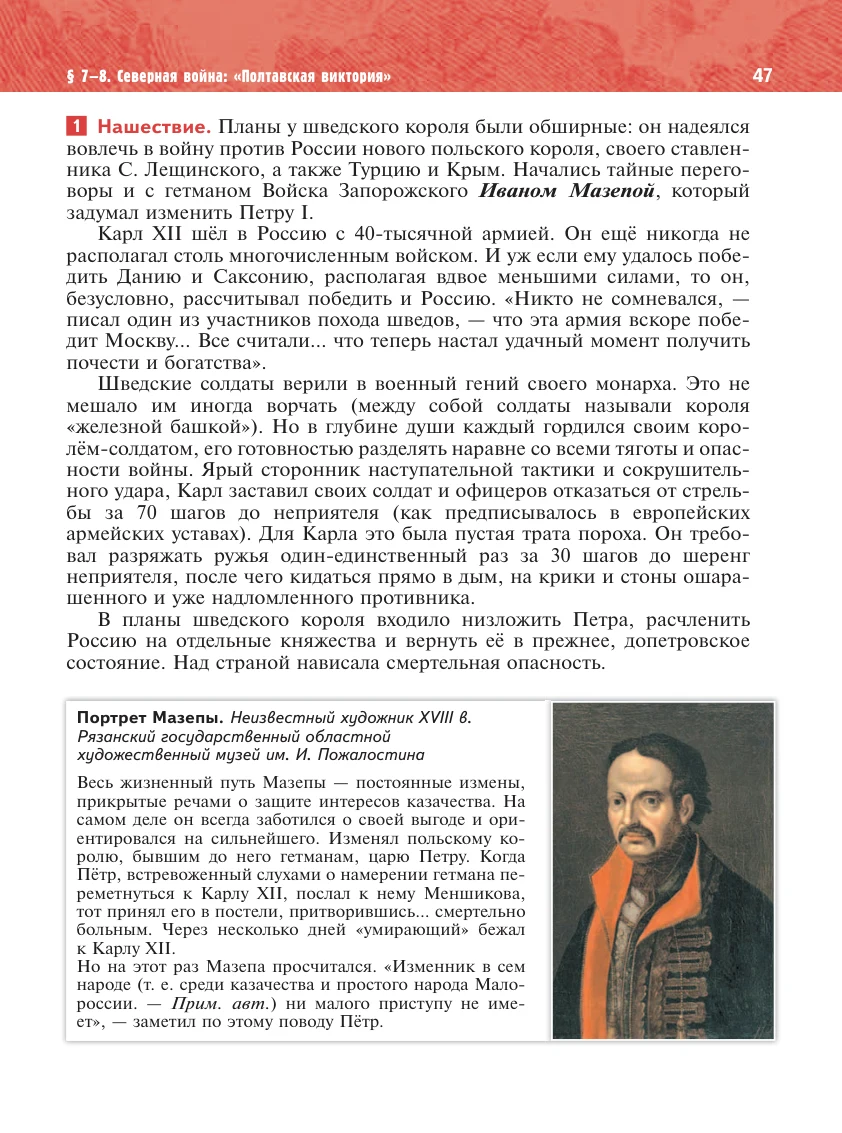 § 7–8. Северная война: «Полтавская виктория»
47
1 Нашествие. Планы у шведского короля были обширные: он надеялся
вовлечь в войну против России нового польского короля, своего ставлен-
ника С. Лещинского, а также Турцию и Крым. Начались тайные перего-
воры и с гетманом Войска Запорожского Иваном Мазепой, который
задумал изменить Петру I.
Карл XII шёл в Россию с 40-тысячной армией. Он ещё никогда не
располагал столь многочисленным войском. И уж если ему удалось побе-
дить Данию и Саксонию, располагая вдвое меньшими силами, то он,
безусловно, рассчитывал победить и Россию. «Никто не сомневался, —
писал один из участников похода шведов, — что эта армия вскоре побе-
дит Москву... Все считали... что теперь настал удачный момент получить
почести и богатства».
Шведские солдаты верили в военный гений своего монарха. Это не
мешало им иногда ворчать (между собой солдаты называли короля
«железной башкой»). Но в глубине души каждый гордился своим коро-
лём-солдатом, его готовностью разделять наравне со всеми тяготы и опас-
ности войны. Ярый сторонник наступательной тактики и сокрушитель-
ного удара, Карл заставил своих солдат и офицеров отказаться от стрель-
бы за 70 шагов до неприятеля (как предписывалось в европейских
армейских уставах). Для Карла это была пустая трата пороха. Он требо-
вал разряжать ружья один-единственный раз за 30 шагов до шеренг
неприятеля, после чего кидаться прямо в дым, на крики и стоны ошара-
шенного и уже надломленного противника.
В планы шведского короля входило низложить Петра, расчленить
Россию на отдельные княжества и вернуть её в прежнее, допетровское
состояние. Над страной нависала смертельная опасность.
Портрет Мазепы. Неизвестный художник XVIII в.
Рязанский государственный областной
художественный музей им. И. Пожалостина
Весь жизненный путь Мазепы — постоянные измены,
прикрытые речами о защите интересов казачества. На
самом деле он всегда заботился о своей выгоде и ори-
ентировался на сильнейшего. Изменял польскому ко-
ролю, бывшим до него гетманам, царю Петру. Когда
Пётр, встревоженный слухами о намерении гетмана пе-
реметнуться к Карлу XII, послал к нему Меншикова,
тот принял его в постели, притворившись... смертельно
больным. Через несколько дней «умирающий» бежал
к Карлу XII.
Но на этот раз Мазепа просчитался. «Изменник в сем
народе (т. е. среди казачества и простого народа Мало-
россии. — Прим. авт.) ни малого приступу не име-
ет», — заметил по этому поводу Пётр.